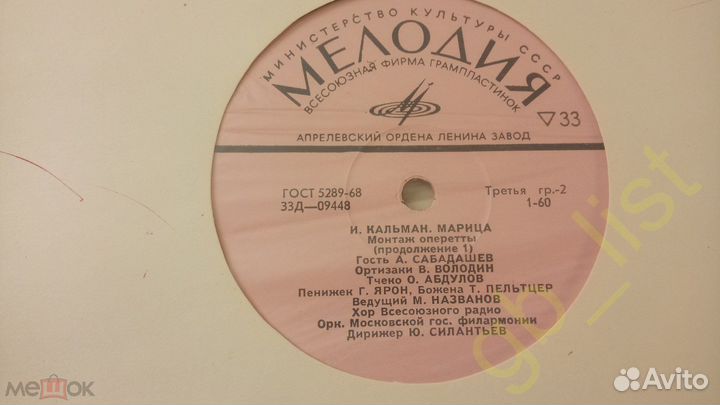 МИНИСТЕРСТВО КУЛЬТУРЫ СССР
МЕЛОДИЯ
ВСЕСОЮЗНАЯ ФИРМА ГРАМПЛАСТИНОК
▽33
АПРЕЛЕВСКИЙ ОРДЕНА ЛЕНИНА ЗАВОД
ГОСТ 5289-68
33Д—09448
Третья гр.-2
1-60
И. КАЛЬМАН. МАРИЦА
Монтаж оперетты
(продолжение 1)
Гость А. САБАДАШЕВ
Ортизаки В. ВОЛОДИН
Тчеко О. АБДУЛОВ
Пенижек Г. ЯРОН, Божена Т. ПЕЛЬТЦЕР
Ведущий М. НАЗВАНОВ
Хор Всесоюзного радио
Орк. Московской гос. филармонии
Дирижер Ю. СИЛАНТЬЕВ
gb_list
мешок
Avito